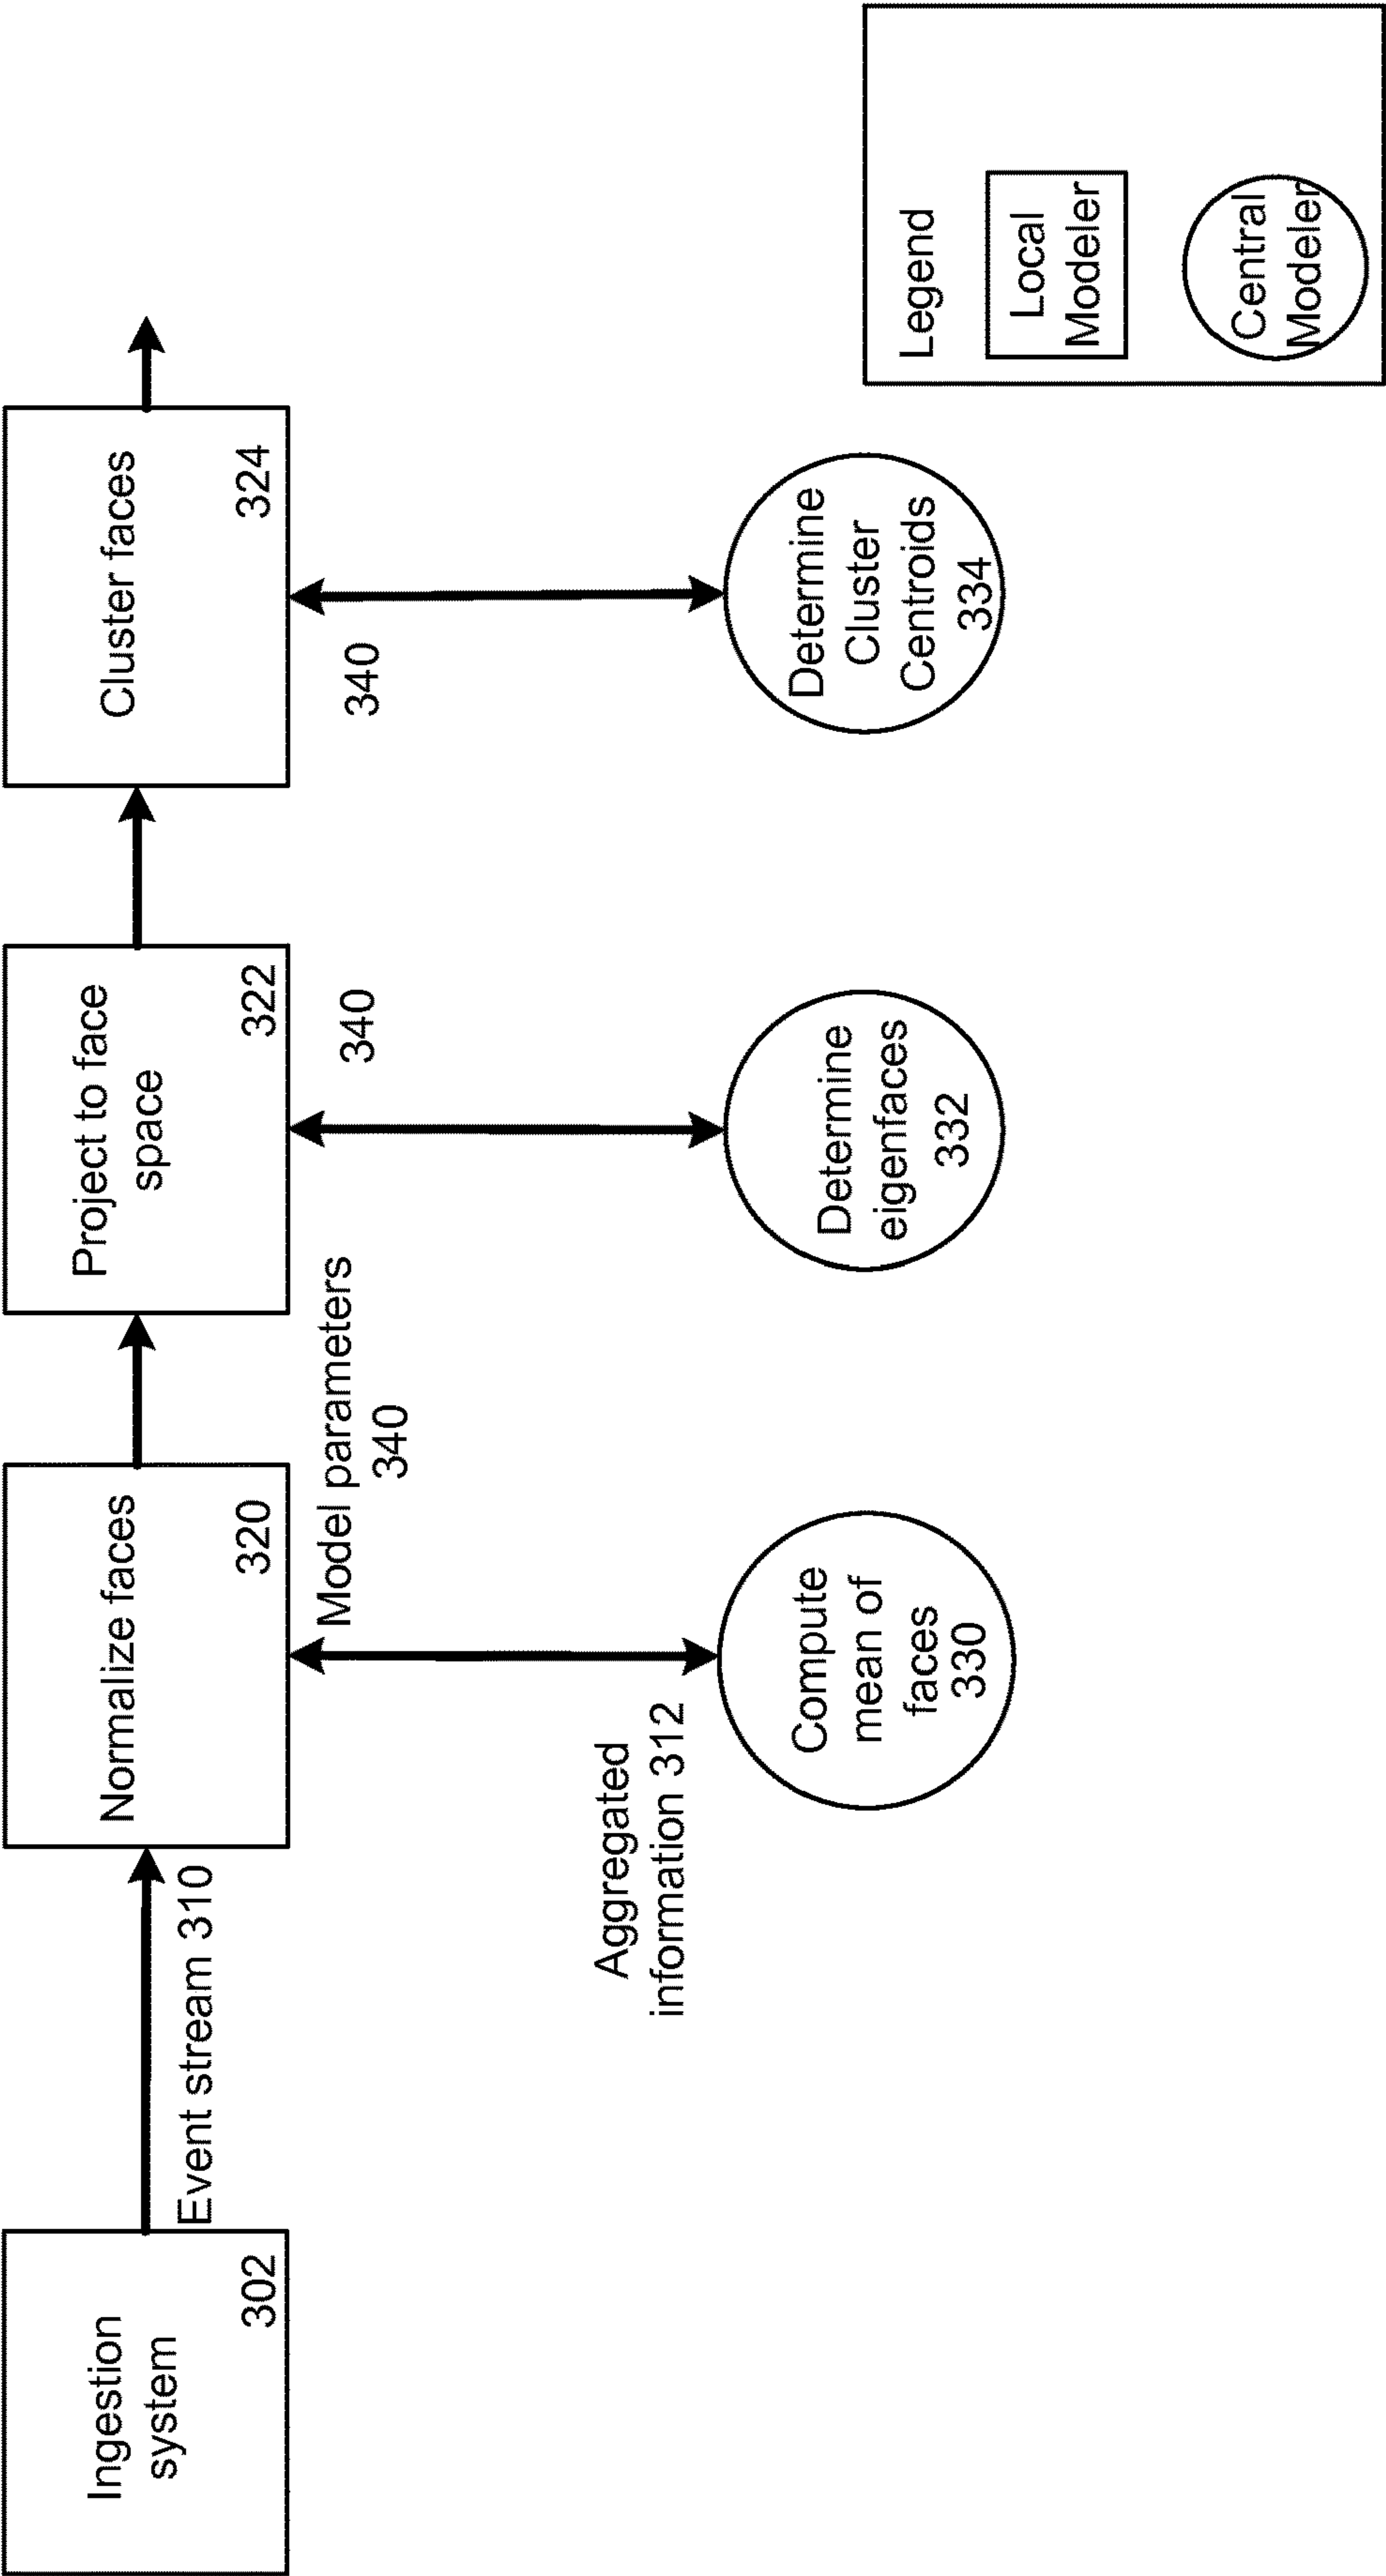 Ingestion
system
302
Event stream 310
Normalize faces
320
Model parameters
340
Aggregated
information 312
Compute
mean of
faces
330
Project to face
space
322
340
Determine
eigenfaces
332
Cluster faces
324
340
Determine
Cluster
Centroids
334
Legend
Local
Modeler
Central
Modeler